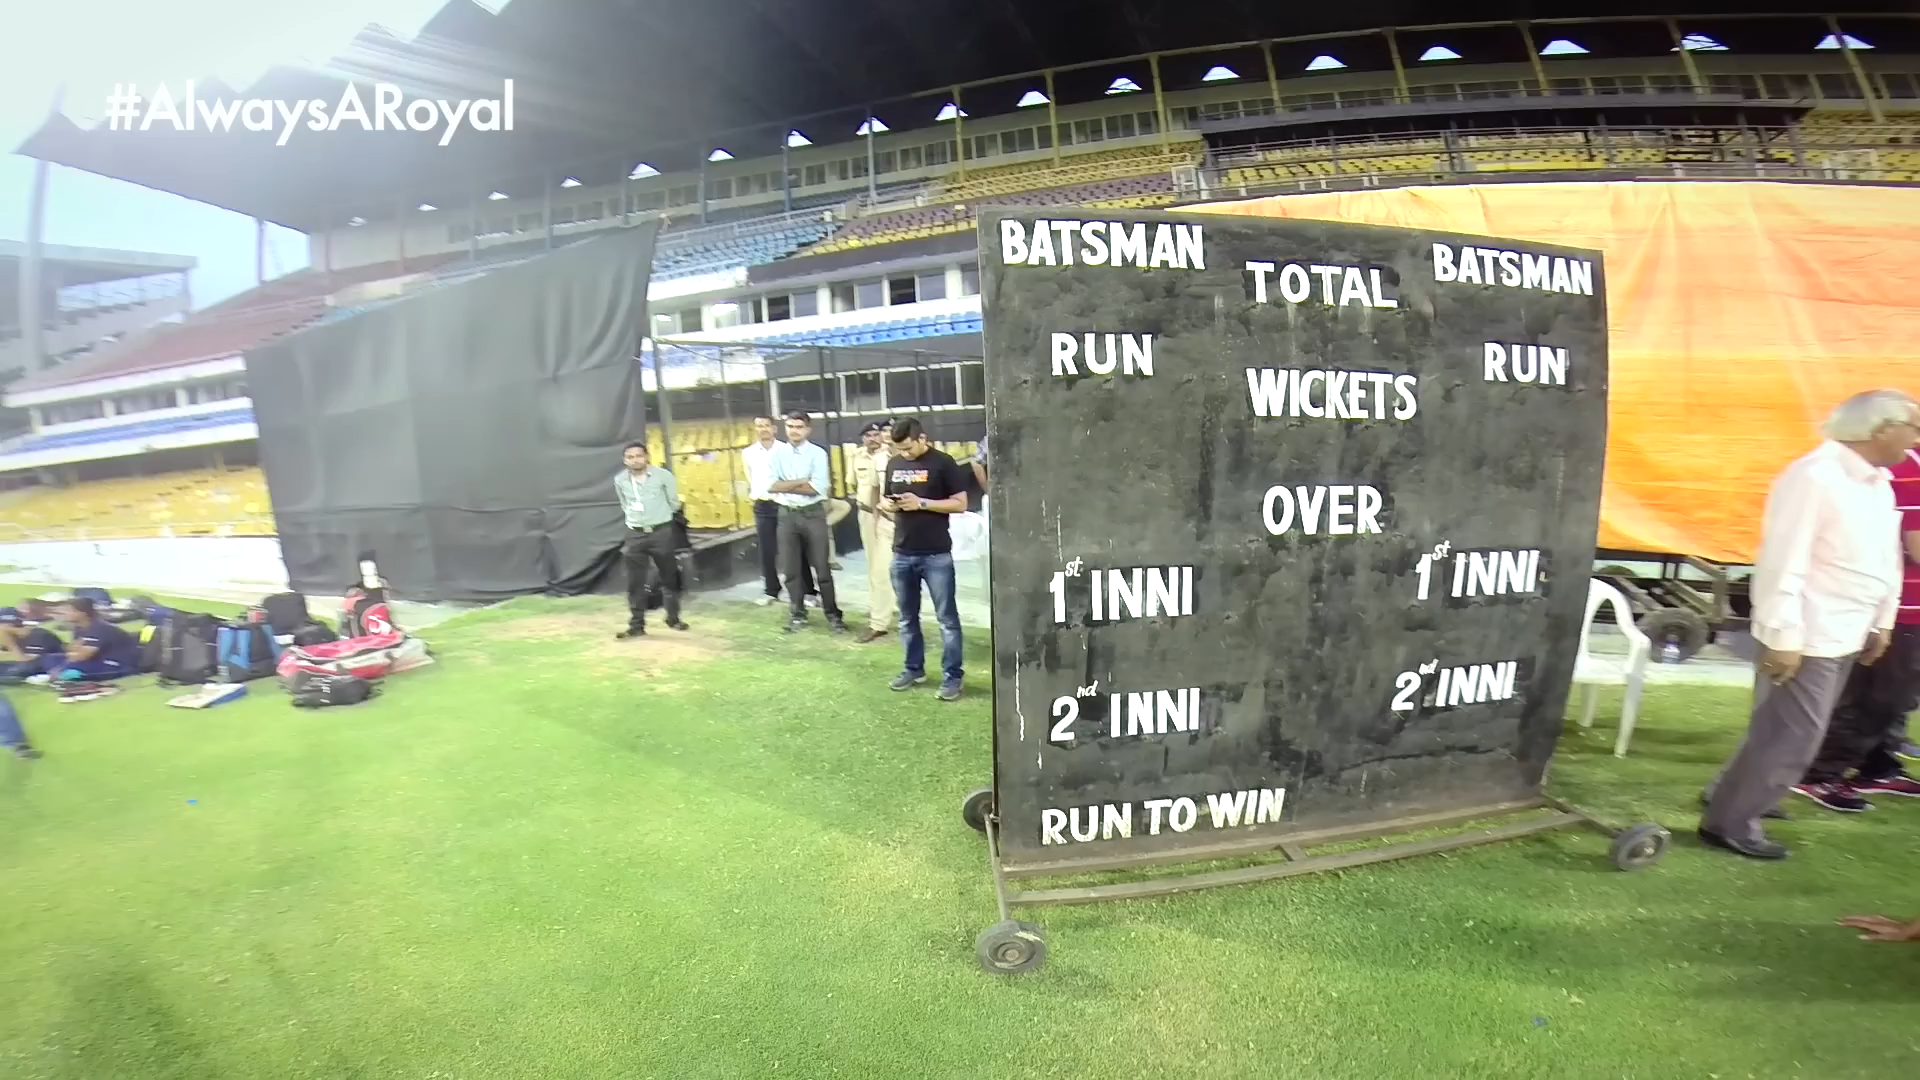 #AlwaysARoyal
BATSMAN
TOTAL
BATSMAN
RUN
RUN
WICKETS
OVER
1st INNI
1st INNI
2nd INNI
2nd INNI
RUN TO WIN